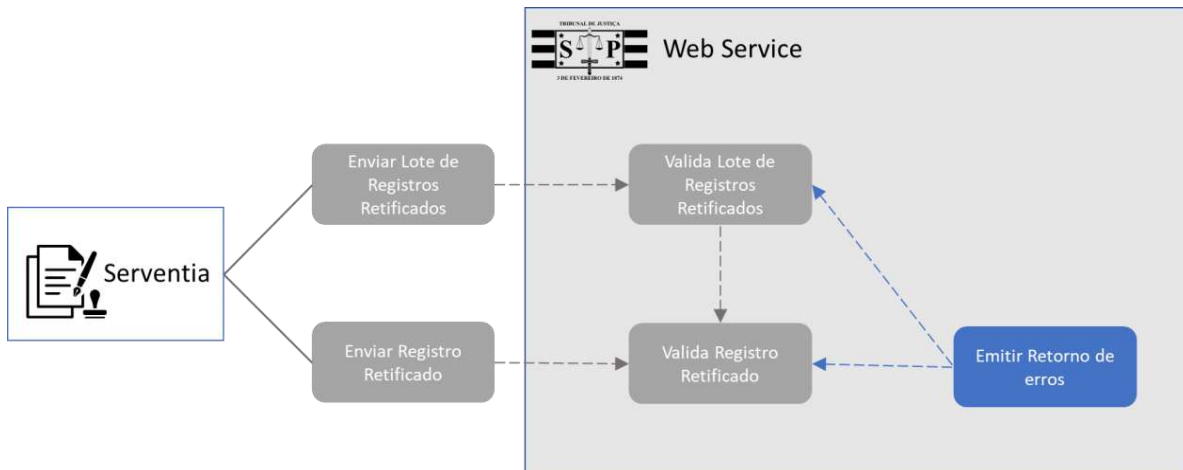 TRIBUNAL DE JUSTIÇA
S P
3 DE FEVEREIRO DE 1874
Web Service
Enviar Lote de
Registros
Retificados
Valida Lote de
Registros
Retificados
Serventia
Enviar Registro
Retificado
Valida Registro
Retificado
Emitir Retorno de
erros